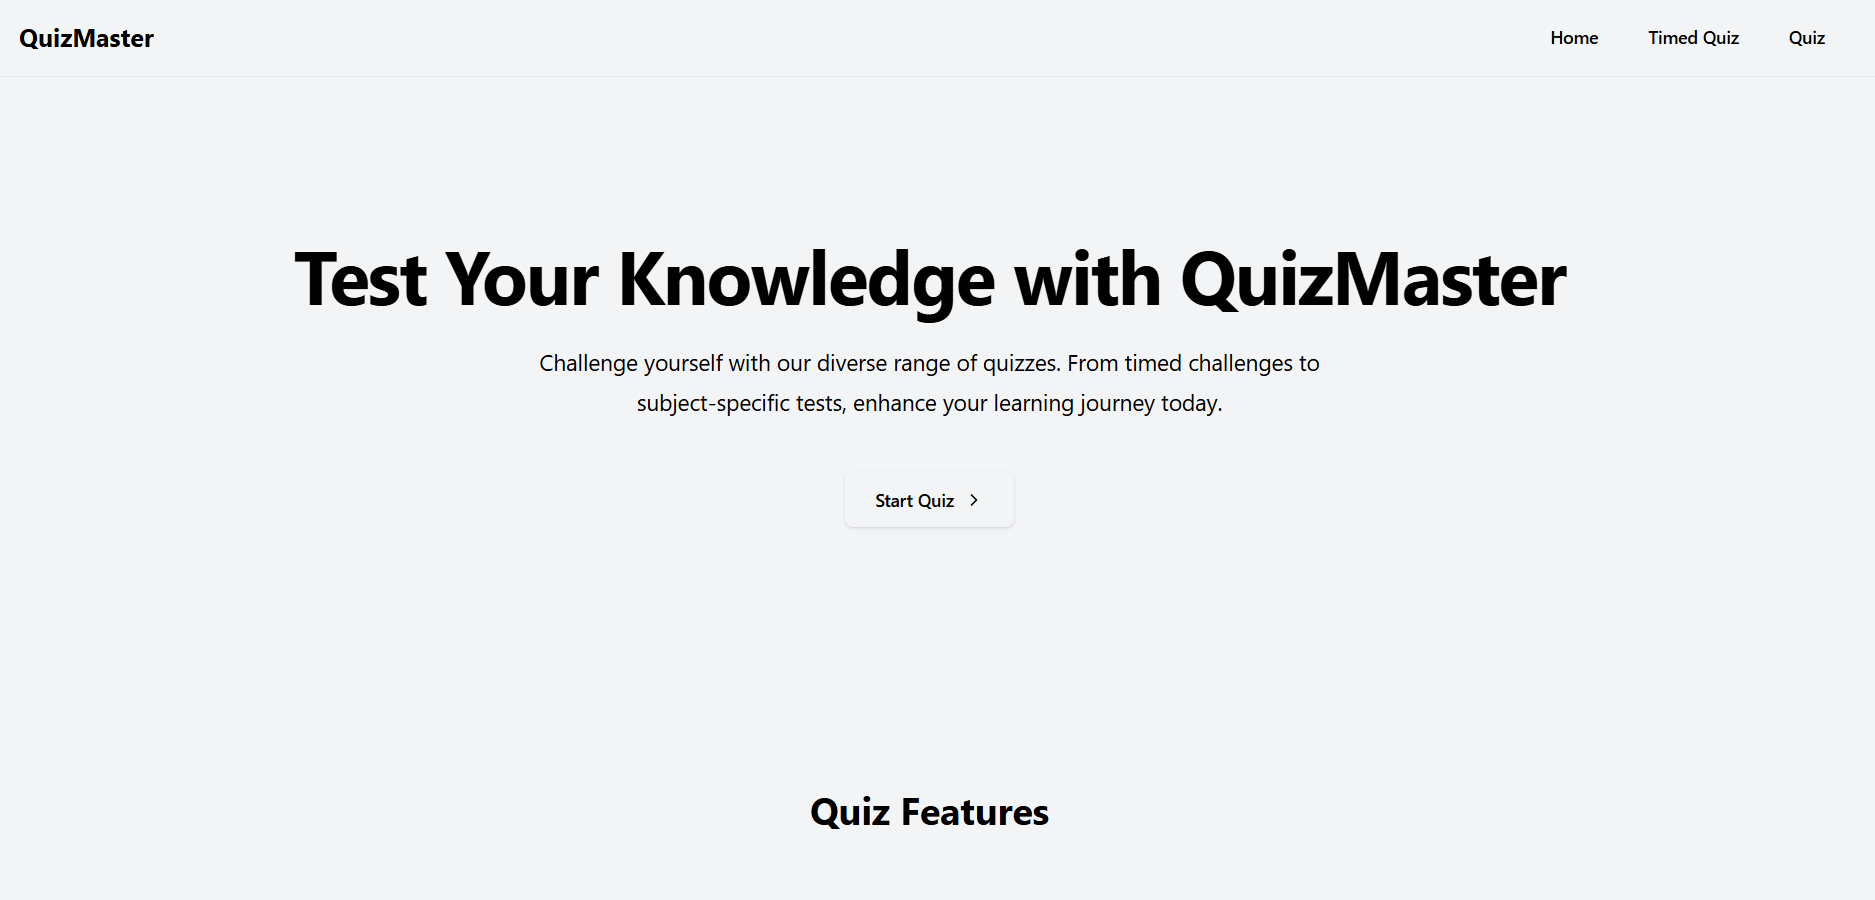 QuizMaster
Home
Timed Quiz
Quiz
Test Your Knowledge with QuizMaster
Challenge yourself with our diverse range of quizzes. From timed challenges to
subject-specific tests, enhance your learning journey today.
Start Quiz
Quiz Features